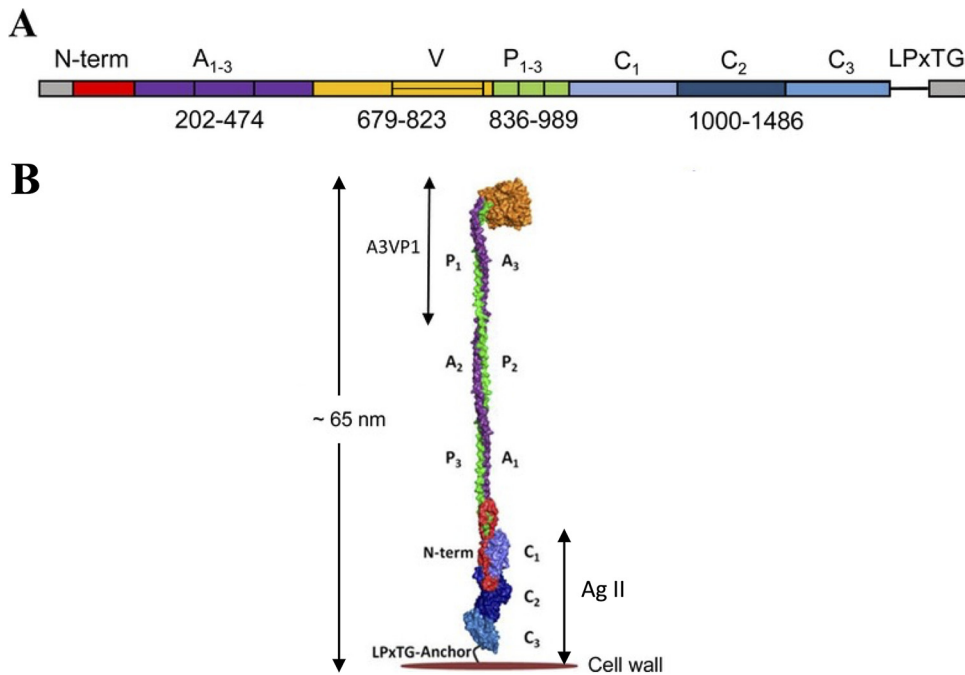 A
N-term A₁₋₃ V P₁₋₃ C₁ C₂ C₃ LPxTG
202-474 679-823 836-989 1000-1486
B
A3VP1
P₁ A₃
A₂ P₂
~ 65 nm
P₃ A₁
N-term C₁
Ag II
C₂
C₃
LPxTG-Anchor
Cell wall